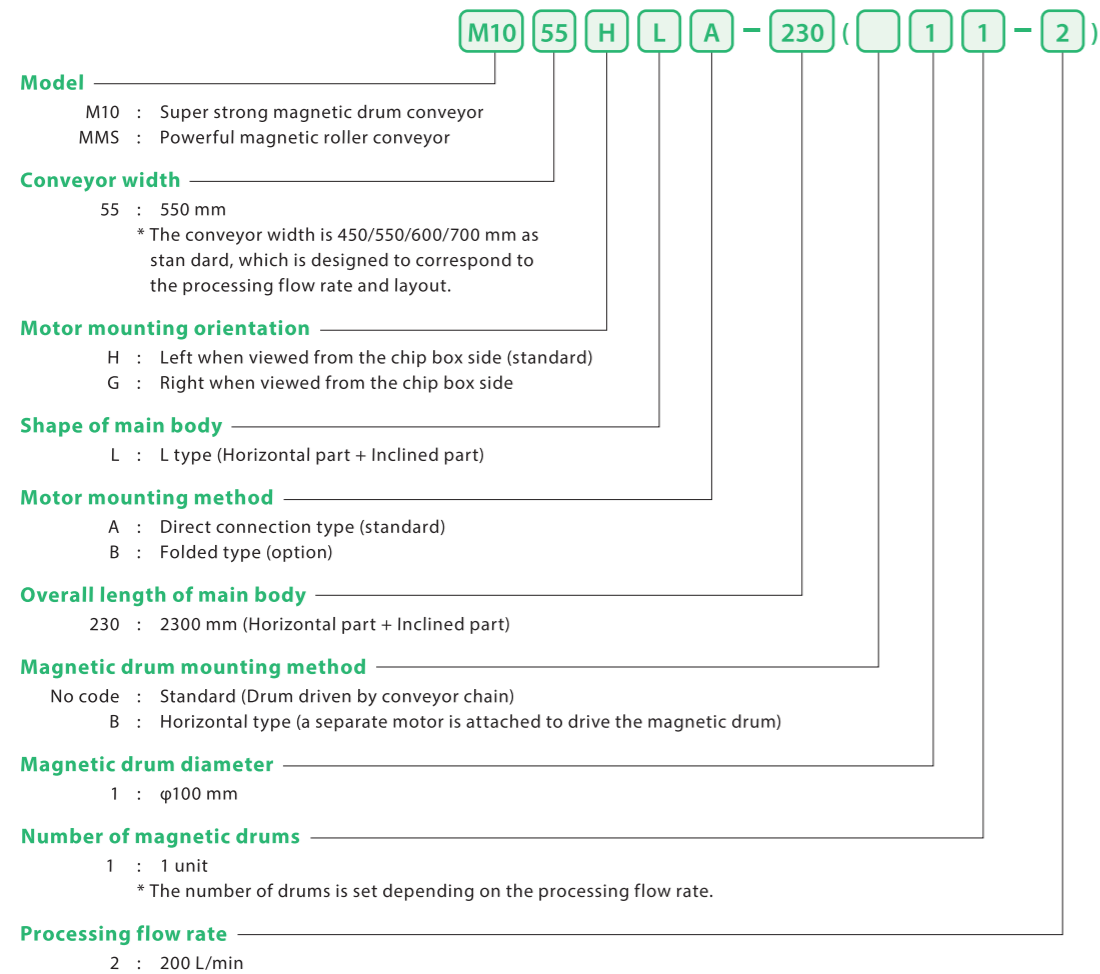 M10 55 H L A – 230 ( 1 1 – 2 )
Model
M10 : Super strong magnetic drum conveyor
MMS : Powerful magnetic roller conveyor
Conveyor width
55 : 550 mm
* The conveyor width is 450/550/600/700 mm as
stan dard, which is designed to correspond to
the processing flow rate and layout.
Motor mounting orientation
H : Left when viewed from the chip box side (standard)
G : Right when viewed from the chip box side
Shape of main body
L : L type (Horizontal part + Inclined part)
Motor mounting method
A : Direct connection type (standard)
B : Folded type (option)
Overall length of main body
230 : 2300 mm (Horizontal part + Inclined part)
Magnetic drum mounting method
No code : Standard (Drum driven by conveyor chain)
B : Horizontal type (a separate motor is attached to drive the magnetic drum)
Magnetic drum diameter
1 : φ100 mm
Number of magnetic drums
1 : 1 unit
* The number of drums is set depending on the processing flow rate.
Processing flow rate
2 : 200 L/min